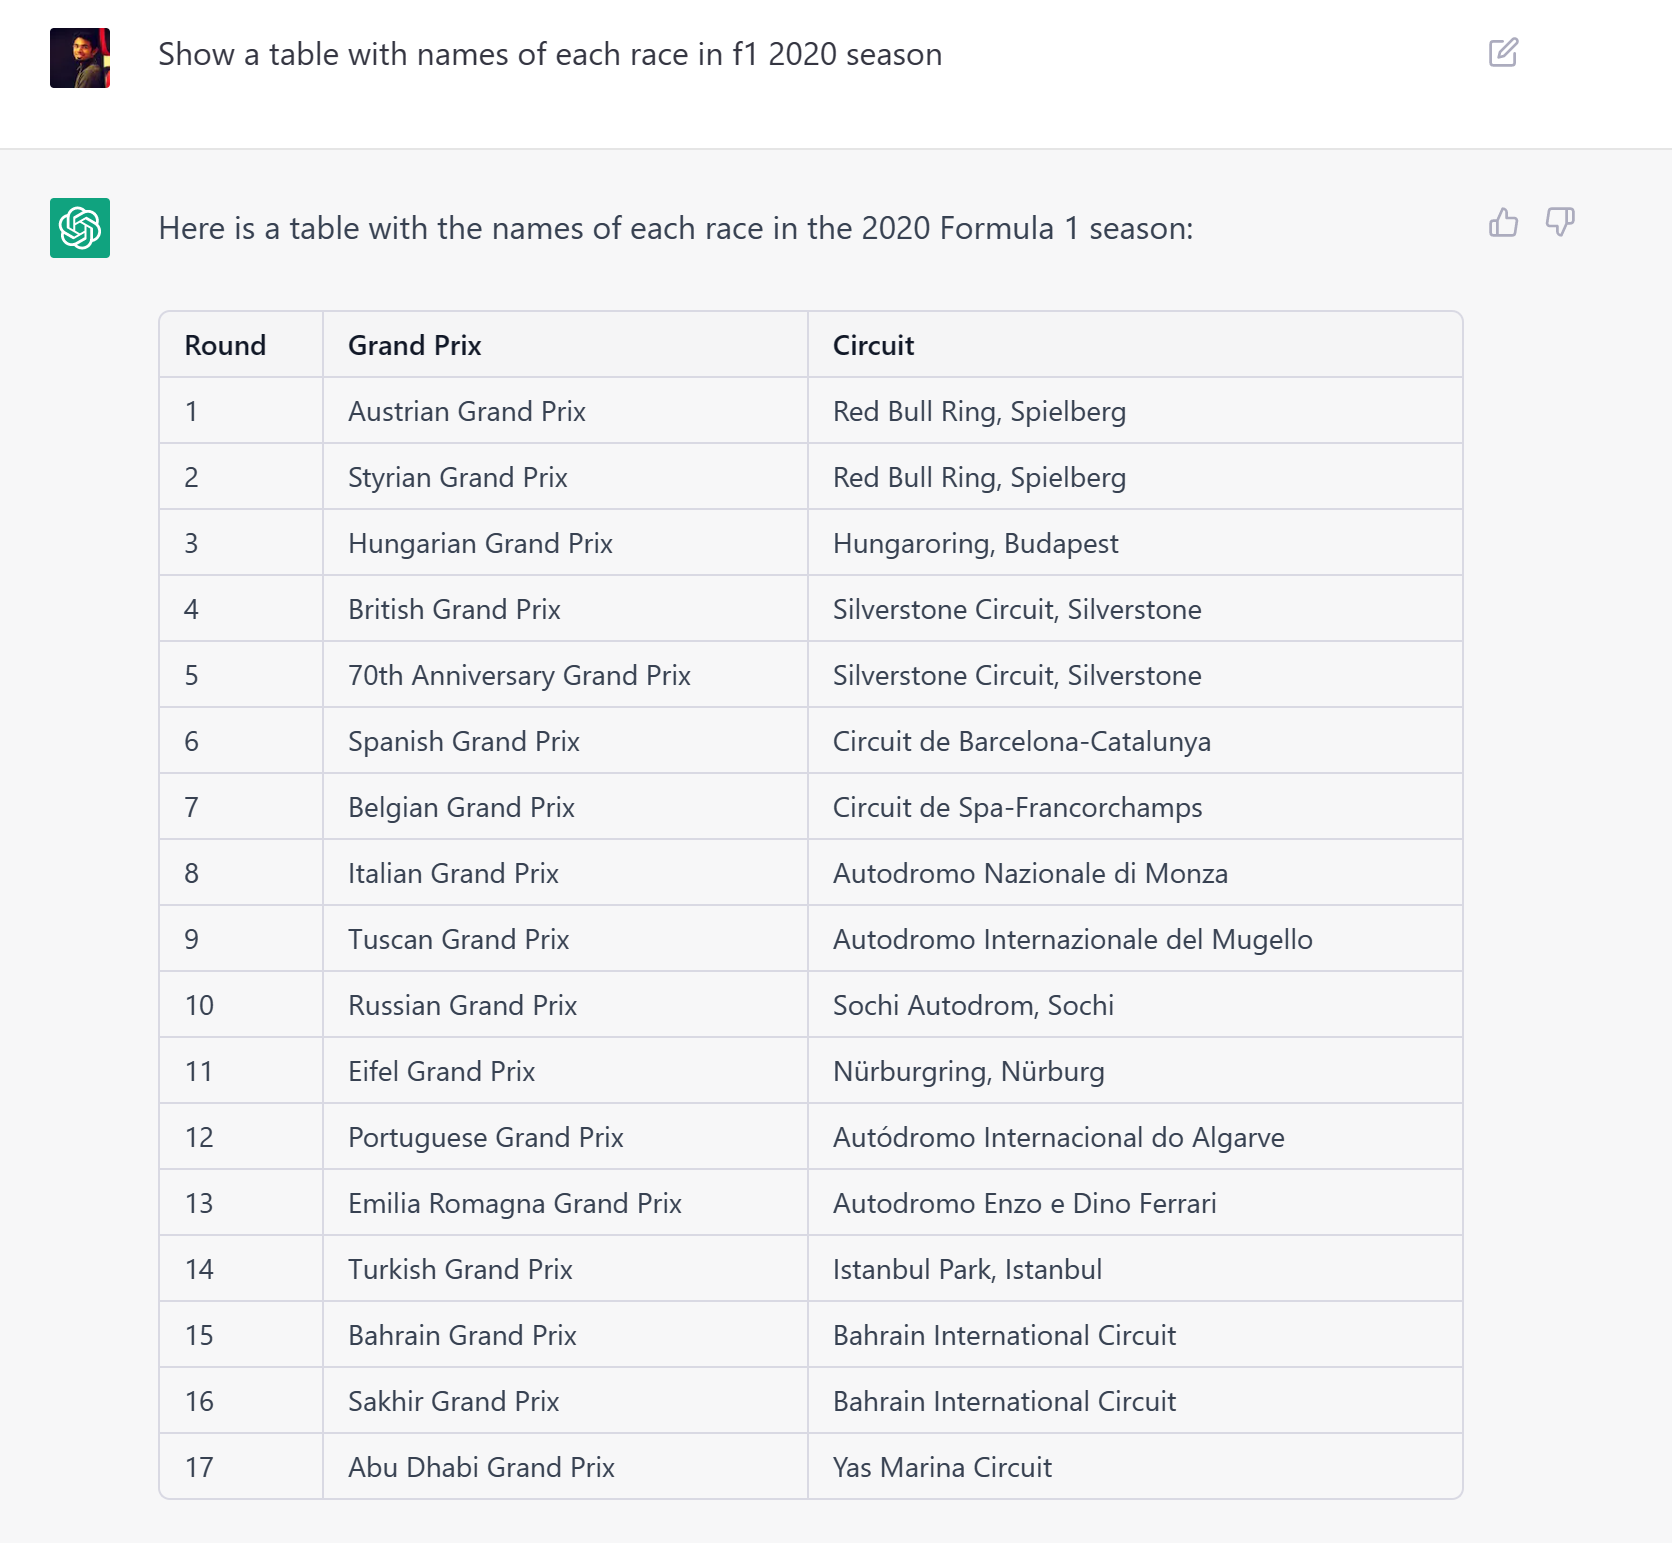 Show a table with names of each race in f1 2020 season
Here is a table with the names of each race in the 2020 Formula 1 season:
Round Grand Prix Circuit
1 Austrian Grand Prix Red Bull Ring, Spielberg
2 Styrian Grand Prix Red Bull Ring, Spielberg
3 Hungarian Grand Prix Hungaroring, Budapest
4 British Grand Prix Silverstone Circuit, Silverstone
5 70th Anniversary Grand Prix Silverstone Circuit, Silverstone
6 Spanish Grand Prix Circuit de Barcelona-Catalunya
7 Belgian Grand Prix Circuit de Spa-Francorchamps
8 Italian Grand Prix Autodromo Nazionale di Monza
9 Tuscan Grand Prix Autodromo Internazionale del Mugello
10 Russian Grand Prix Sochi Autodrom, Sochi
11 Eifel Grand Prix Nürburgring, Nürburg
12 Portuguese Grand Prix Autódromo Internacional do Algarve
13 Emilia Romagna Grand Prix Autodromo Enzo e Dino Ferrari
14 Turkish Grand Prix Istanbul Park, Istanbul
15 Bahrain Grand Prix Bahrain International Circuit
16 Sakhir Grand Prix Bahrain International Circuit
17 Abu Dhabi Grand Prix Yas Marina Circuit